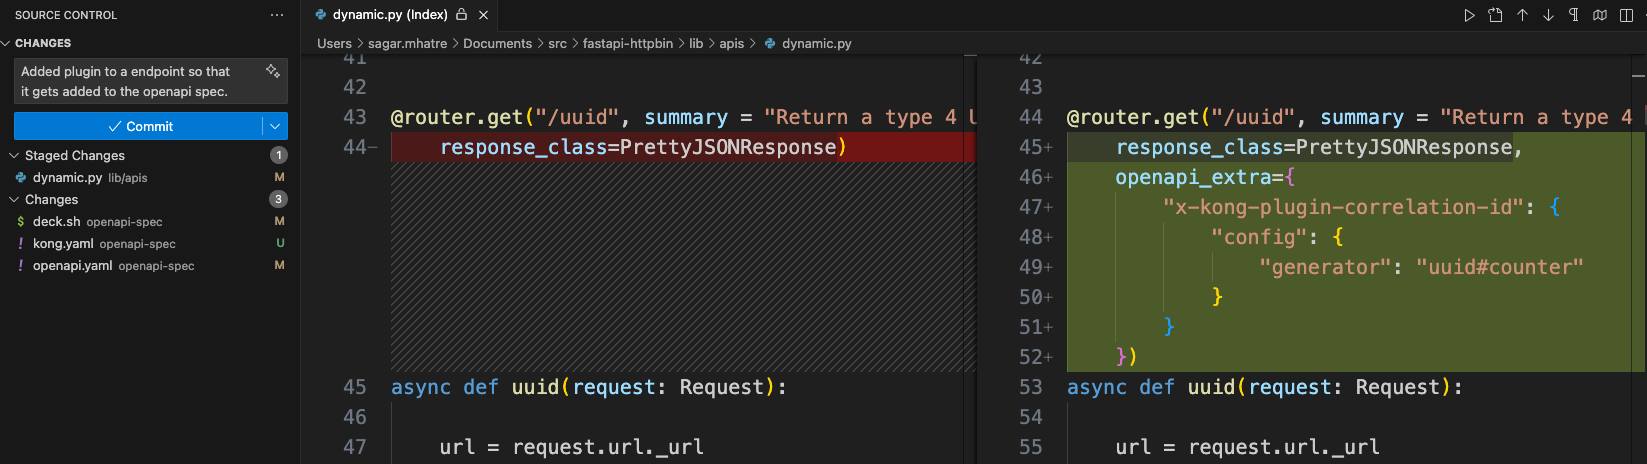 SOURCE CONTROL
CHANGES
Added plugin to a endpoint so that
it gets added to the openapi spec.
Commit
Staged Changes 1
dynamic.py lib/apis M
Changes 3
$ deck.sh openapi-spec M
! kong.yaml openapi-spec U
! openapi.yaml openapi-spec M
dynamic.py (Index)
Users > sagar.mhatre > Documents > src > fastapi-httpbin > lib > apis > dynamic.py
41
42
43 @router.get("/uuid", summary = "Return a type 4 U
44− response_class=PrettyJSONResponse)
45 async def uuid(request: Request):
46
47 url = request.url._url
42
43
44 @router.get("/uuid", summary = "Return a type 4
45+ response_class=PrettyJSONResponse,
46+ openapi_extra={
47+ "x-kong-plugin-correlation-id": {
48+ "config": {
49+ "generator": "uuid#counter"
50+ }
51+ }
52+ })
53 async def uuid(request: Request):
54
55 url = request.url._url